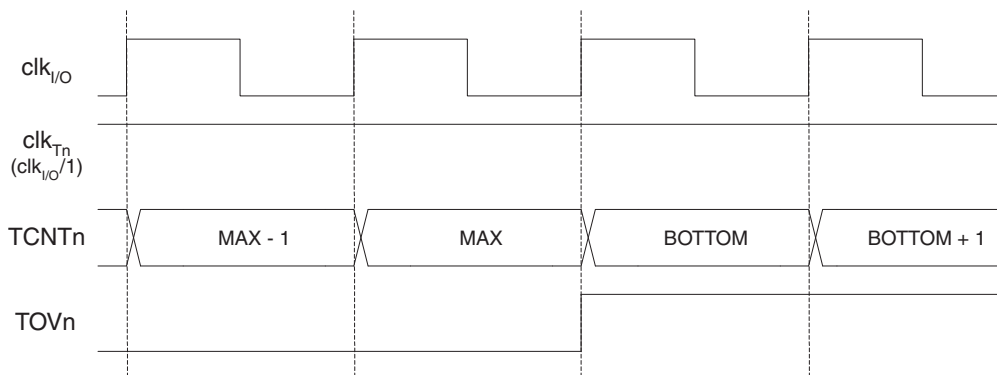 clkI/O
clkTn
(clkI/O/1)
TCNTn
MAX - 1
MAX
BOTTOM
BOTTOM + 1
TOVn